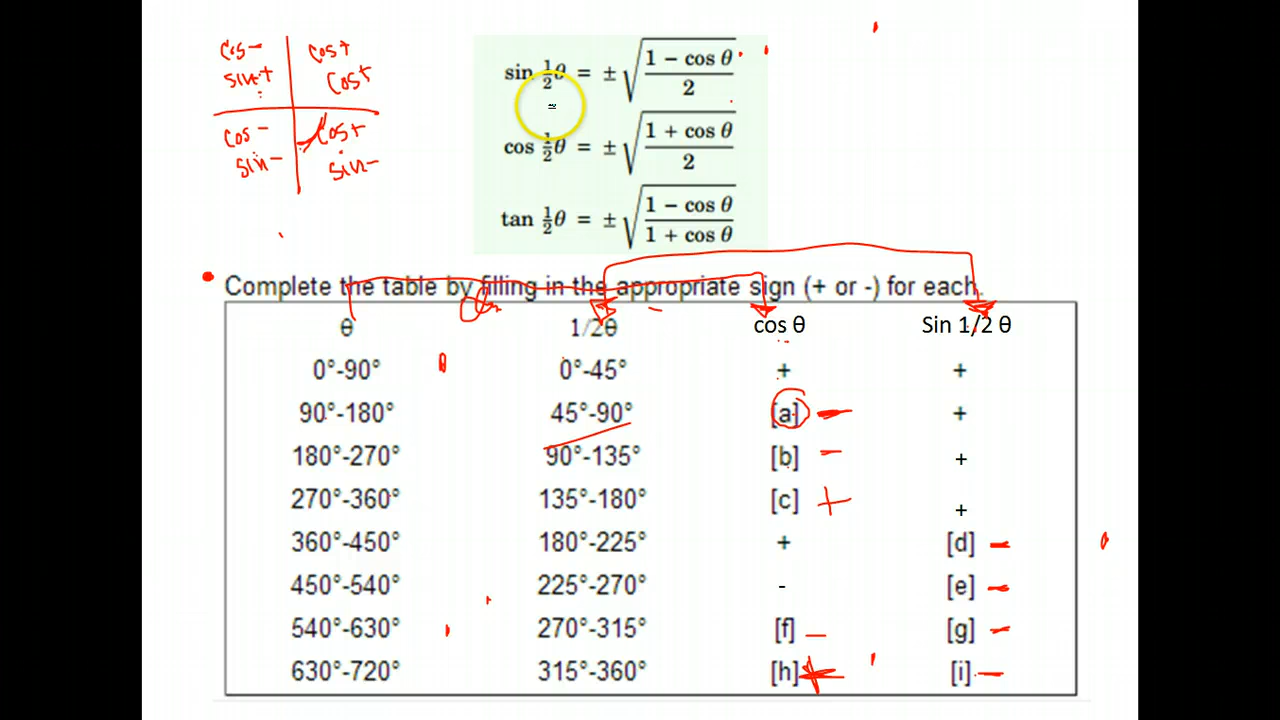 cos- cos+
sin+ cos+
cos- cos+
sin- sin-
sin 1/2 θ = ± √ (1 − cos θ)/2
cos 1/2 θ = ± √ (1 + cos θ)/2
tan 1/2 θ = ± √ (1 − cos θ)/(1 + cos θ)
Complete the table by filling in the appropriate sign (+ or -) for each.
θ 1/2θ cos θ Sin 1/2 θ
0°-90° 0°-45° + +
90°-180° 45°-90° [a] - +
180°-270° 90°-135° [b] - +
270°-360° 135°-180° [c] + +
360°-450° 180°-225° + [d] -
450°-540° 225°-270° - [e] -
540°-630° 270°-315° [f] - [g] -
630°-720° 315°-360° [h] + [i] -